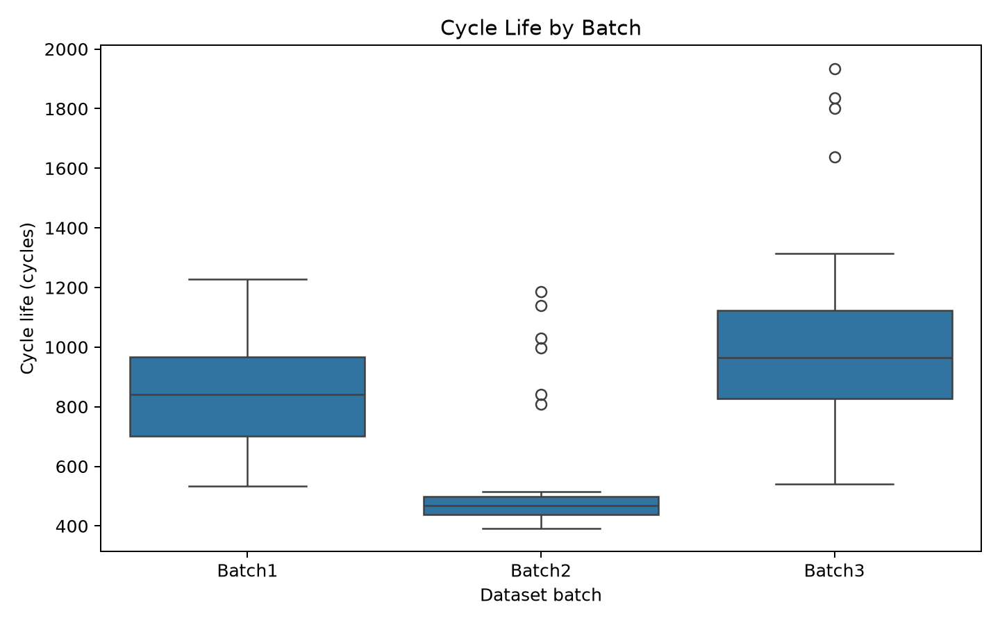 Cycle Life by Batch
Cycle life (cycles)
2000
1800
1600
1400
1200
1000
800
600
400
Batch1 Batch2 Batch3
Dataset batch